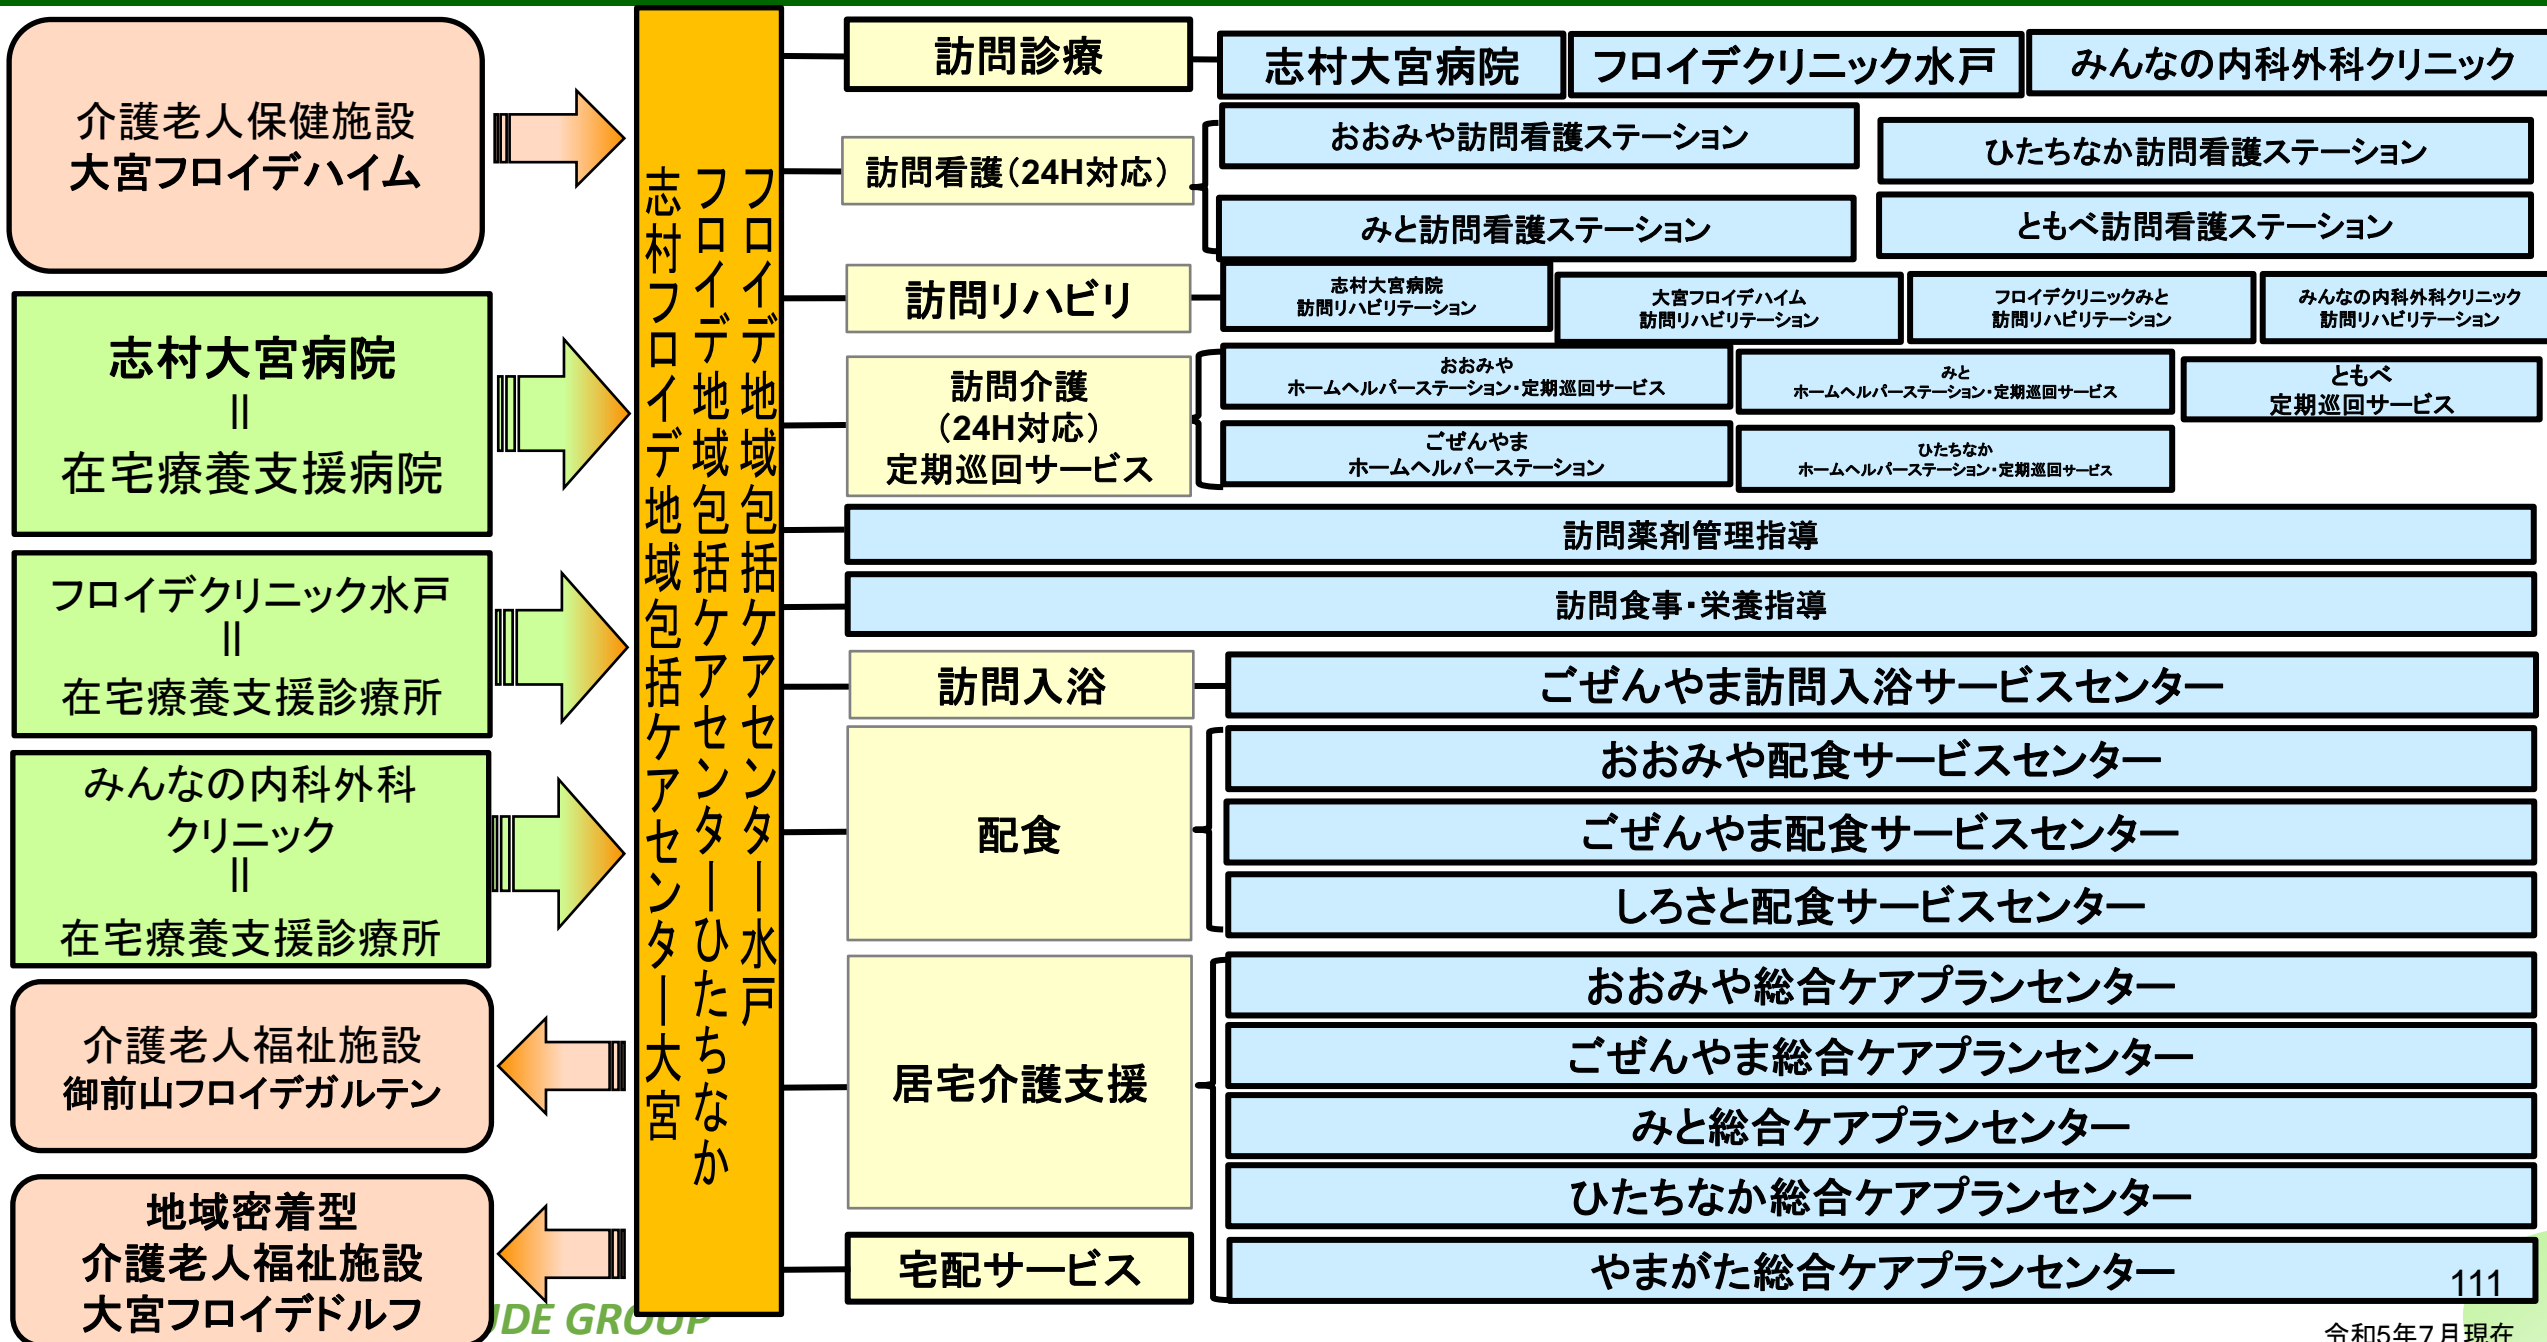 介護老人保健施設
大宮フロイデハイム
志村大宮病院
＝
在宅療養支援病院
フロイデクリニック水戸
＝
在宅療養支援診療所
みんなの内科外科
クリニック
＝
在宅療養支援診療所
介護老人福祉施設
御前山フロイデガルテン
地域密着型
介護老人福祉施設
大宮フロイデドルフ
フロイデ地域包括ケアセンター水戸
フロイデ地域包括ケアセンターひたちなか
志村フロイデ地域包括ケアセンター大宮
訪問診療
志村大宮病院
フロイデクリニック水戸
みんなの内科外科クリニック
訪問看護（24H対応）
おおみや訪問看護ステーション
ひたちなか訪問看護ステーション
みと訪問看護ステーション
ともべ訪問看護ステーション
訪問リハビリ
志村大宮病院
訪問リハビリテーション
大宮フロイデハイム
訪問リハビリテーション
フロイデクリニックみと
訪問リハビリテーション
みんなの内科外科クリニック
訪問リハビリテーション
訪問介護
（24H対応）
定期巡回サービス
おおみや
ホームヘルパーステーション・定期巡回サービス
みと
ホームヘルパーステーション・定期巡回サービス
ともべ
定期巡回サービス
ごぜんやま
ホームヘルパーステーション
ひたちなか
ホームヘルパーステーション・定期巡回サービス
訪問薬剤管理指導
訪問食事・栄養指導
訪問入浴
ごぜんやま訪問入浴サービスセンター
配食
おおみや配食サービスセンター
ごぜんやま配食サービスセンター
しろさと配食サービスセンター
居宅介護支援
おおみや総合ケアプランセンター
ごぜんやま総合ケアプランセンター
みと総合ケアプランセンター
ひたちなか総合ケアプランセンター
やまがた総合ケアプランセンター
宅配サービス
111
UDE GROUP
令和5年7月現在